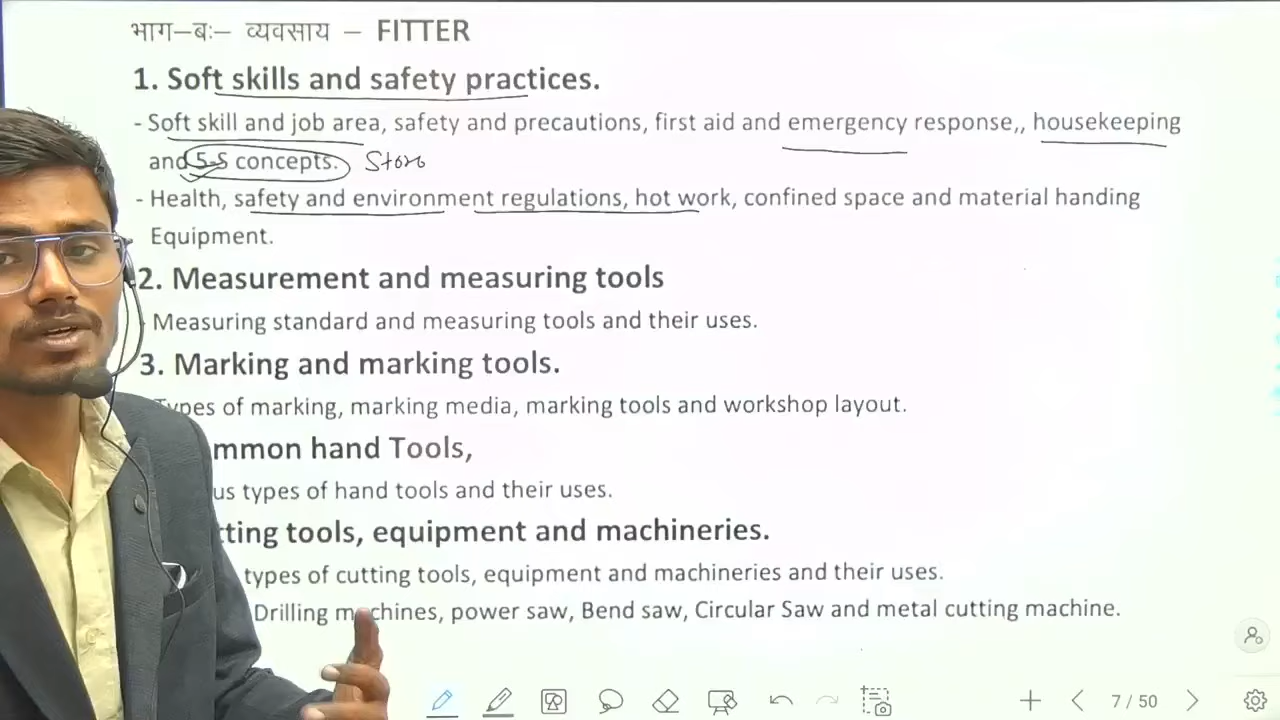 भाग–बः– व्यवसाय – FITTER
1. Soft skills and safety practices.
- Soft skill and job area, safety and precautions, first aid and emergency response,, housekeeping
and 5-S concepts. Store
- Health, safety and environment regulations, hot work, confined space and material handing
Equipment.
2. Measurement and measuring tools
Measuring standard and measuring tools and their uses.
3. Marking and marking tools.
Types of marking, marking media, marking tools and workshop layout.
mmon hand Tools,
us types of hand tools and their uses.
tting tools, equipment and machineries.
types of cutting tools, equipment and machineries and their uses.
Drilling machines, power saw, Bend saw, Circular Saw and metal cutting machine.
7 / 50